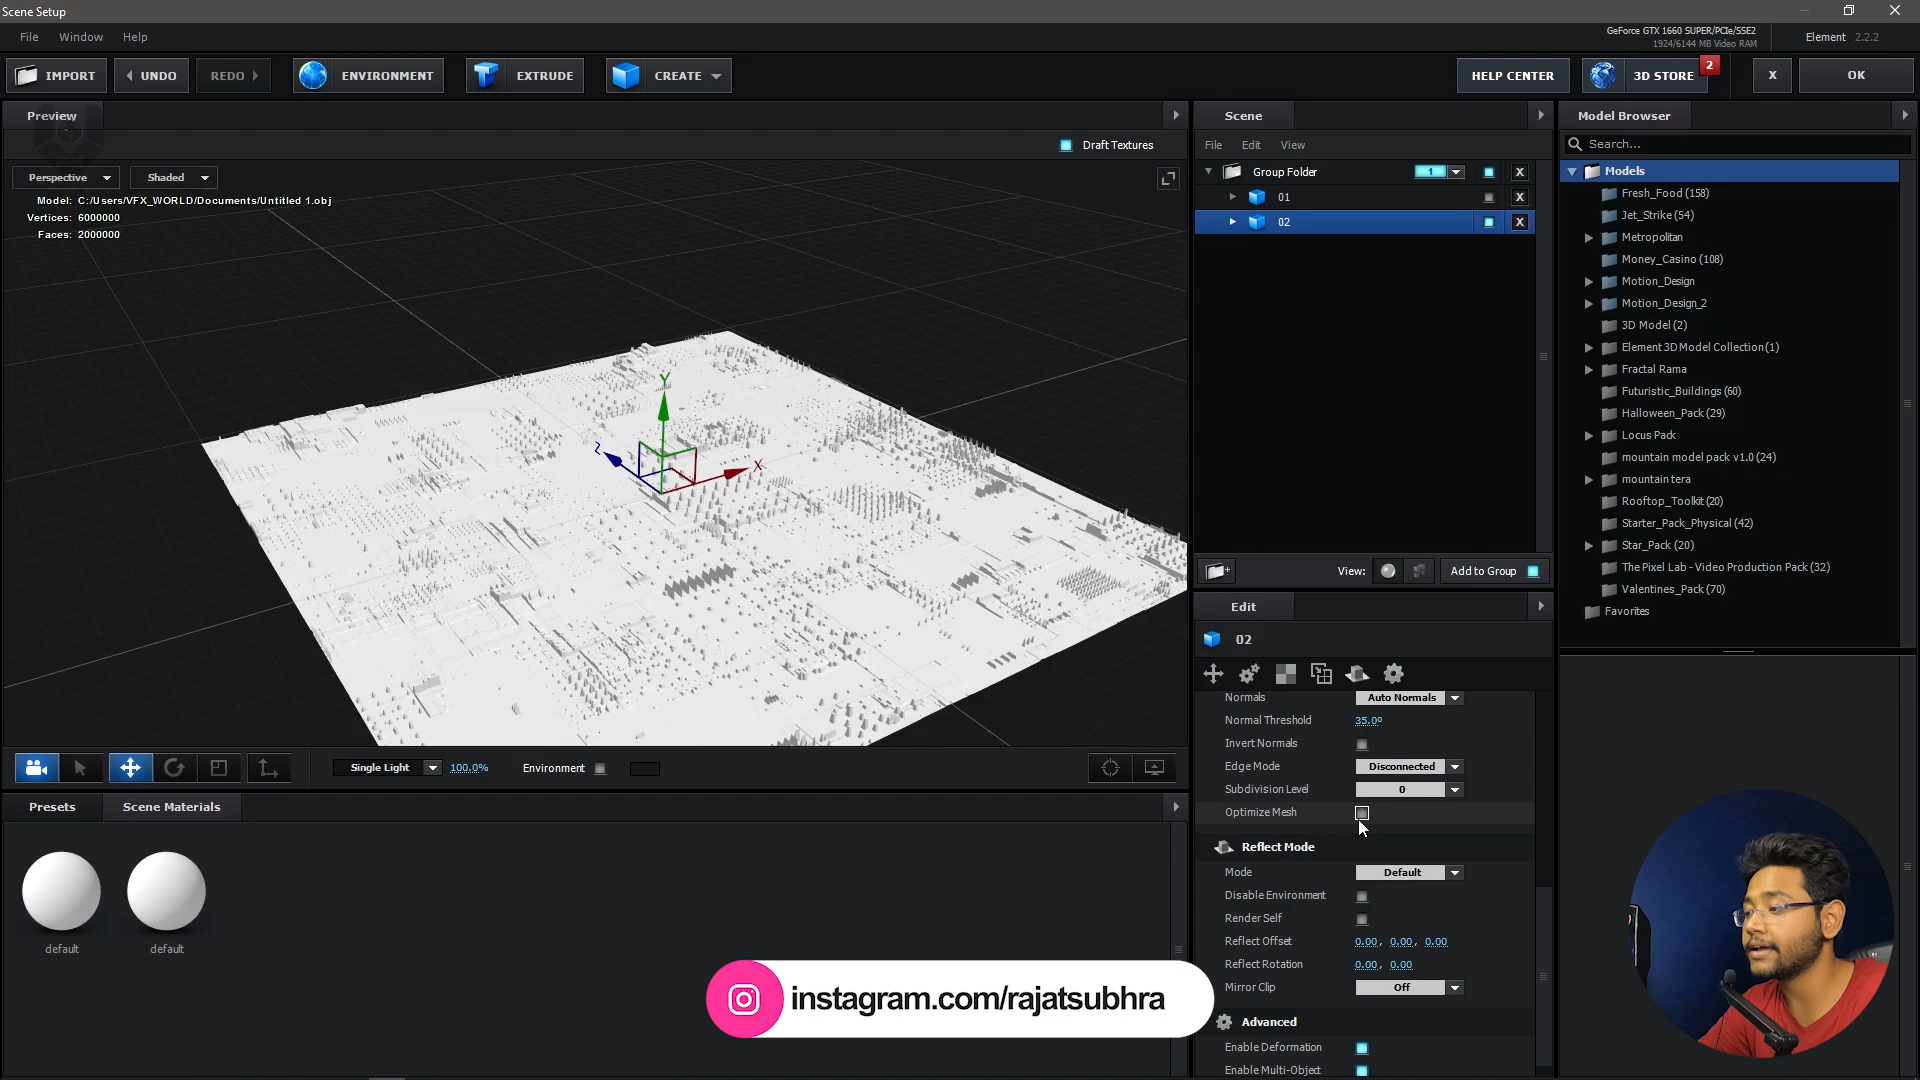 Scene Setup
File Window Help
GeForce GTX 1660 SUPER/PCIe/SSE2
1924/6144 MB Video RAM
Element 2.2.2
IMPORT UNDO REDO ENVIRONMENT EXTRUDE CREATE HELP CENTER 3D STORE 2 X OK
Preview
Draft Textures
Perspective Shaded
Model: C:/Users/VFX_WORLD/Documents/Untitled 1.obj
Vertices: 6000000
Faces: 2000000
Y
Z
X
Single Light 100.0% Environment
Presets Scene Materials
default default
Scene
File Edit View
Group Folder 1 X
01 X
02 X
View: Add to Group
Edit
02
Normals Auto Normals
Normal Threshold 35.0º
Invert Normals
Edge Mode Disconnected
Subdivision Level 0
Optimize Mesh
Reflect Mode
Mode Default
Disable Environment
Render Self
Reflect Offset 0.00, 0.00, 0.00
Reflect Rotation 0.00, 0.00
Mirror Clip Off
Advanced
Enable Deformation
Enable Multi-Object
Model Browser
Search...
Models
Fresh_Food (158)
Jet_Strike (54)
Metropolitan
Money_Casino (108)
Motion_Design
Motion_Design_2
3D Model (2)
Element 3D Model Collection (1)
Fractal Rama
Futuristic_Buildings (60)
Halloween_Pack (29)
Locus Pack
mountain model pack v1.0 (24)
mountain tera
Rooftop_Toolkit (20)
Starter_Pack_Physical (42)
Star_Pack (20)
The Pixel Lab - Video Production Pack (32)
Valentines_Pack (70)
Favorites
instagram.com/rajatsubhra